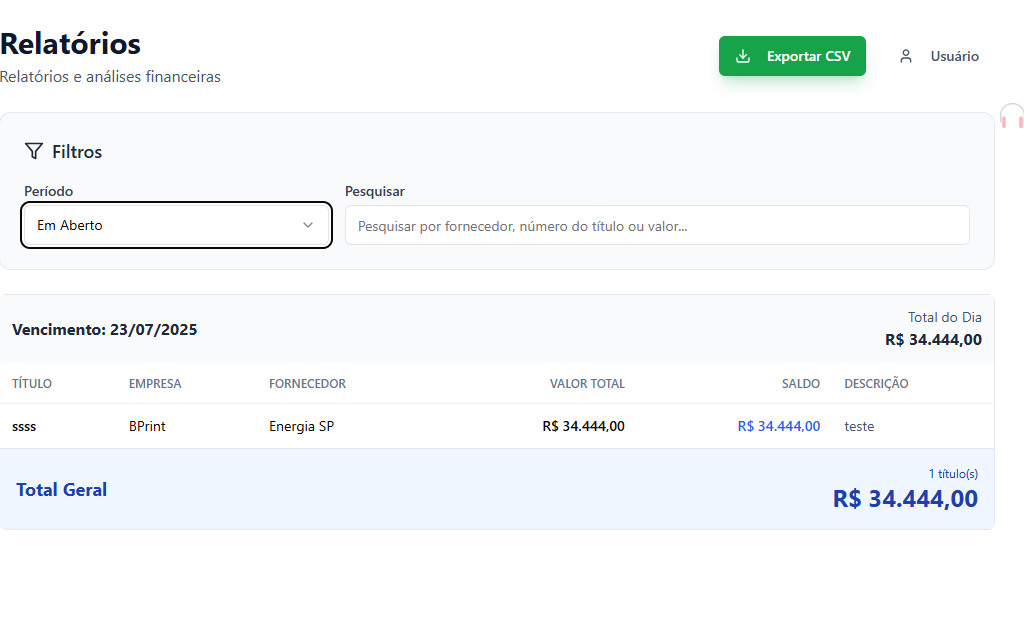 Relatórios
Relatórios e análises financeiras
Exportar CSV
Usuário
Filtros
Período
Pesquisar
Em Aberto
Pesquisar por fornecedor, número do título ou valor...
Vencimento: 23/07/2025
Total do Dia
R$ 34.444,00
TÍTULO EMPRESA FORNECEDOR VALOR TOTAL SALDO DESCRIÇÃO
ssss BPrint Energia SP R$ 34.444,00 R$ 34.444,00 teste
Total Geral
1 título(s)
R$ 34.444,00